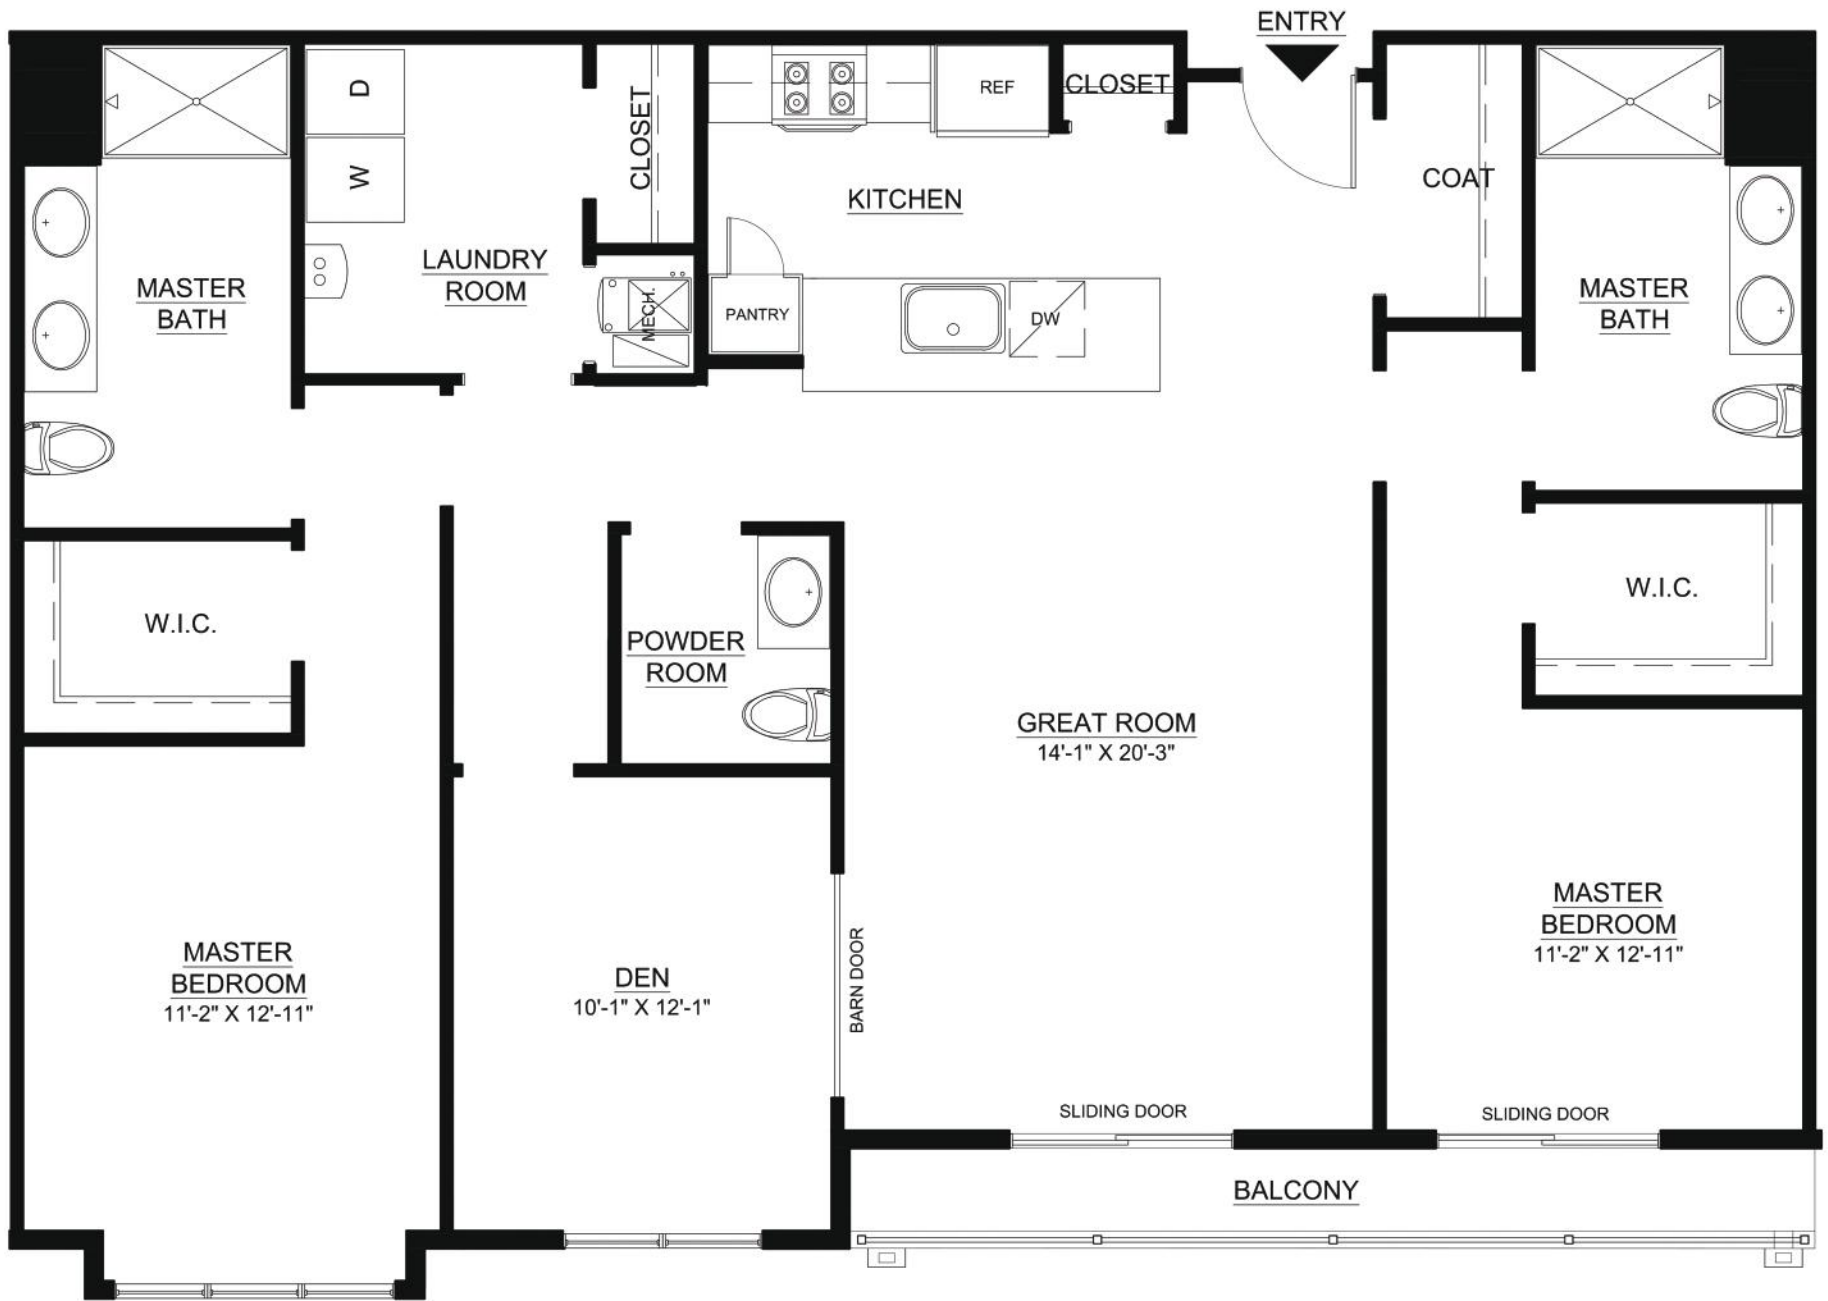 ENTRY
D
W
CLOSET
REF
CLOSET
COAT
KITCHEN
LAUNDRY
ROOM
MASTER
BATH
MECH.
PANTRY
DW
MASTER
BATH
W.I.C.
W.I.C.
POWDER
ROOM
GREAT ROOM
14'-1" X 20'-3"
MASTER
BEDROOM
11'-2" X 12'-11"
DEN
10'-1" X 12'-1"
BARN DOOR
MASTER
BEDROOM
11'-2" X 12'-11"
SLIDING DOOR
SLIDING DOOR
BALCONY